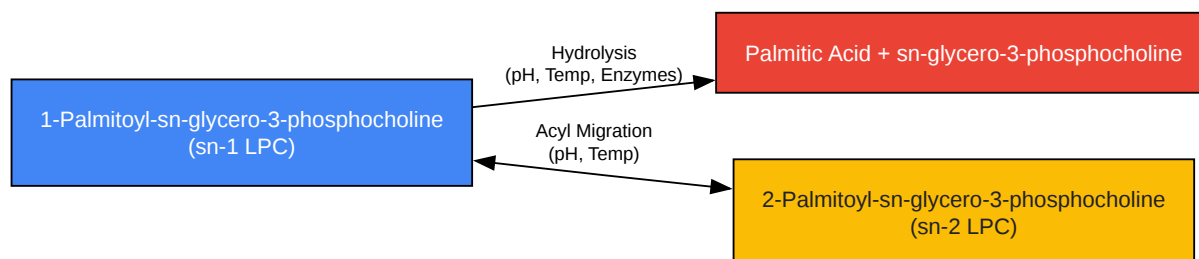 1-Palmitoyl-sn-glycero-3-phosphocholine
(sn-1 LPC)
Hydrolysis
(pH, Temp, Enzymes)
Palmitic Acid + sn-glycero-3-phosphocholine
Acyl Migration
(pH, Temp)
2-Palmitoyl-sn-glycero-3-phosphocholine
(sn-2 LPC)